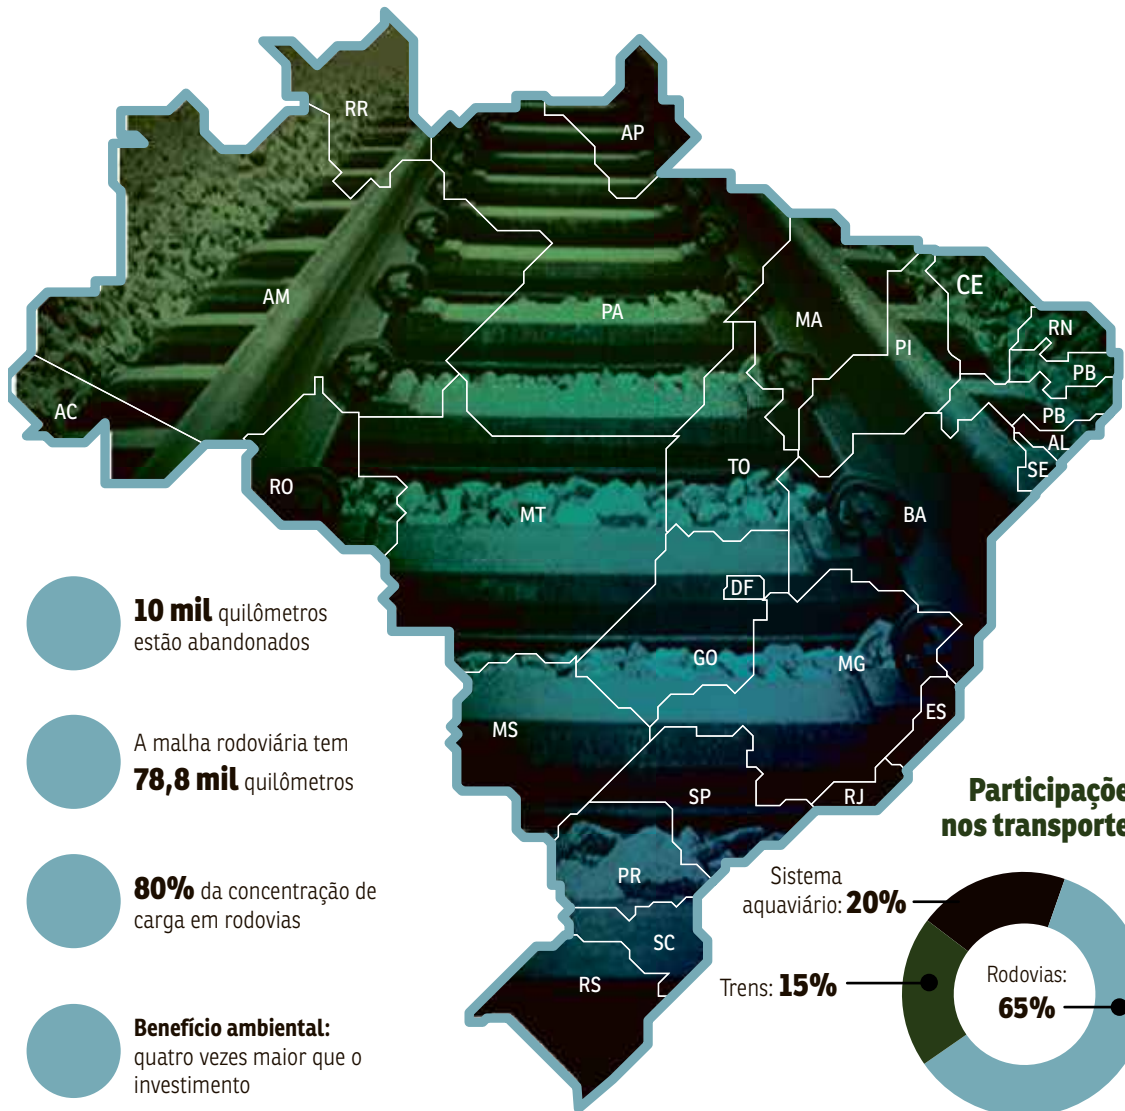 RR
AP
AM
PA
MA
CE
PI
RN
PB
AC
PB
AL
SE
TO
RO
MT
BA
DF
GO
MG
ES
MS
SP
RJ
PR
SC
RS
10 mil quilômetros
estão abandonados
A malha rodoviária tem
78,8 mil quilômetros
80% da concentração de
carga em rodovias
Benefício ambiental:
quatro vezes maior que o
investimento
Participaçõe
nos transporte
Sistema
aquaviário: 20%
Trens: 15%
Rodovias:
65%